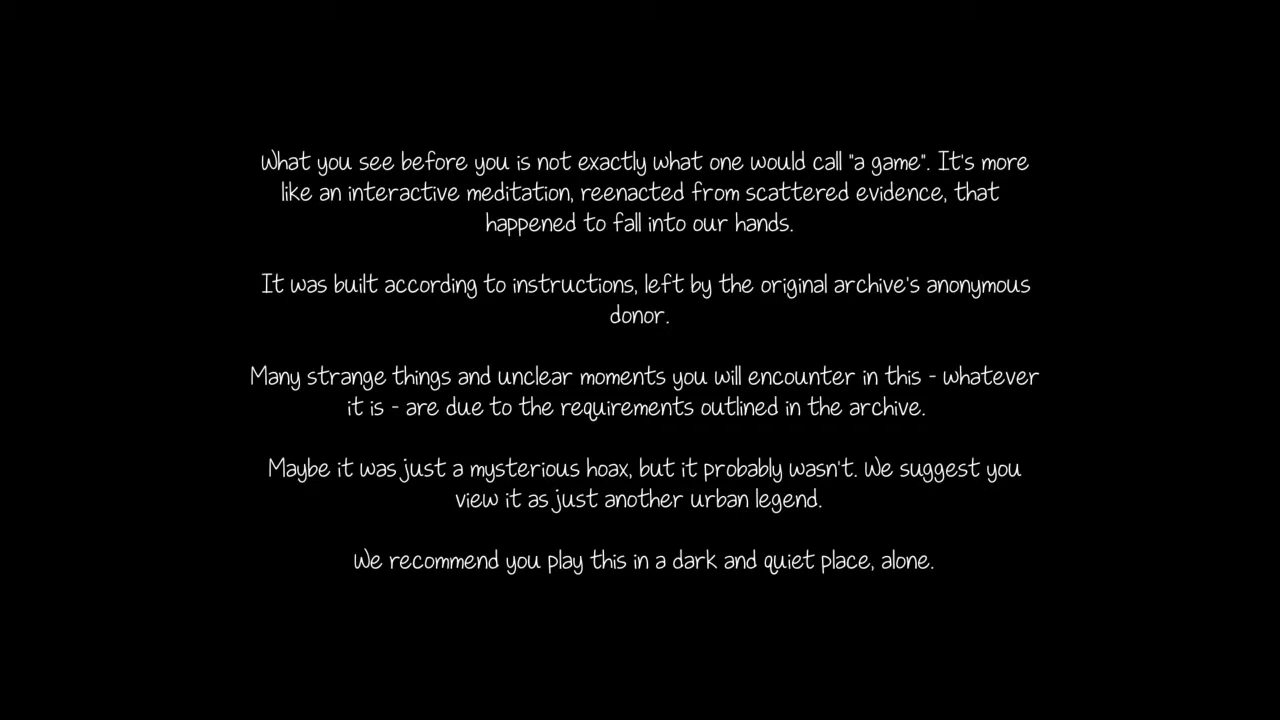 What you see before you is not exactly what one would call "a game". It's more
like an interactive meditation, reenacted from scattered evidence, that
happened to fall into our hands.
It was built according to instructions, left by the original archive's anonymous
donor.
Many strange things and unclear moments you will encounter in this - whatever
it is - are due to the requirements outlined in the archive.
Maybe it was just a mysterious hoax, but it probably wasn't. We suggest you
view it as just another urban legend.
We recommend you play this in a dark and quiet place, alone.